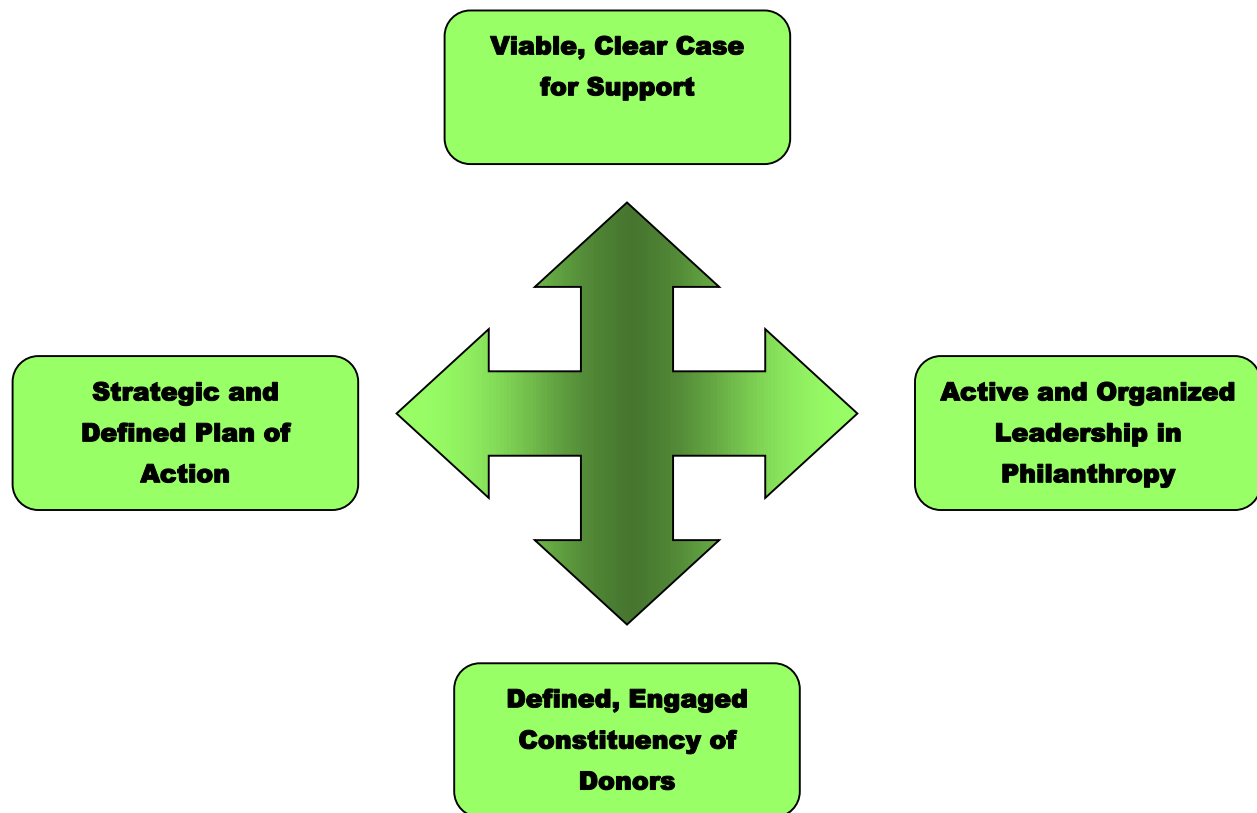 Viable, Clear Case
for Support
Strategic and
Defined Plan of
Action
Active and Organized
Leadership in
Philanthropy
Defined, Engaged
Constituency of
Donors